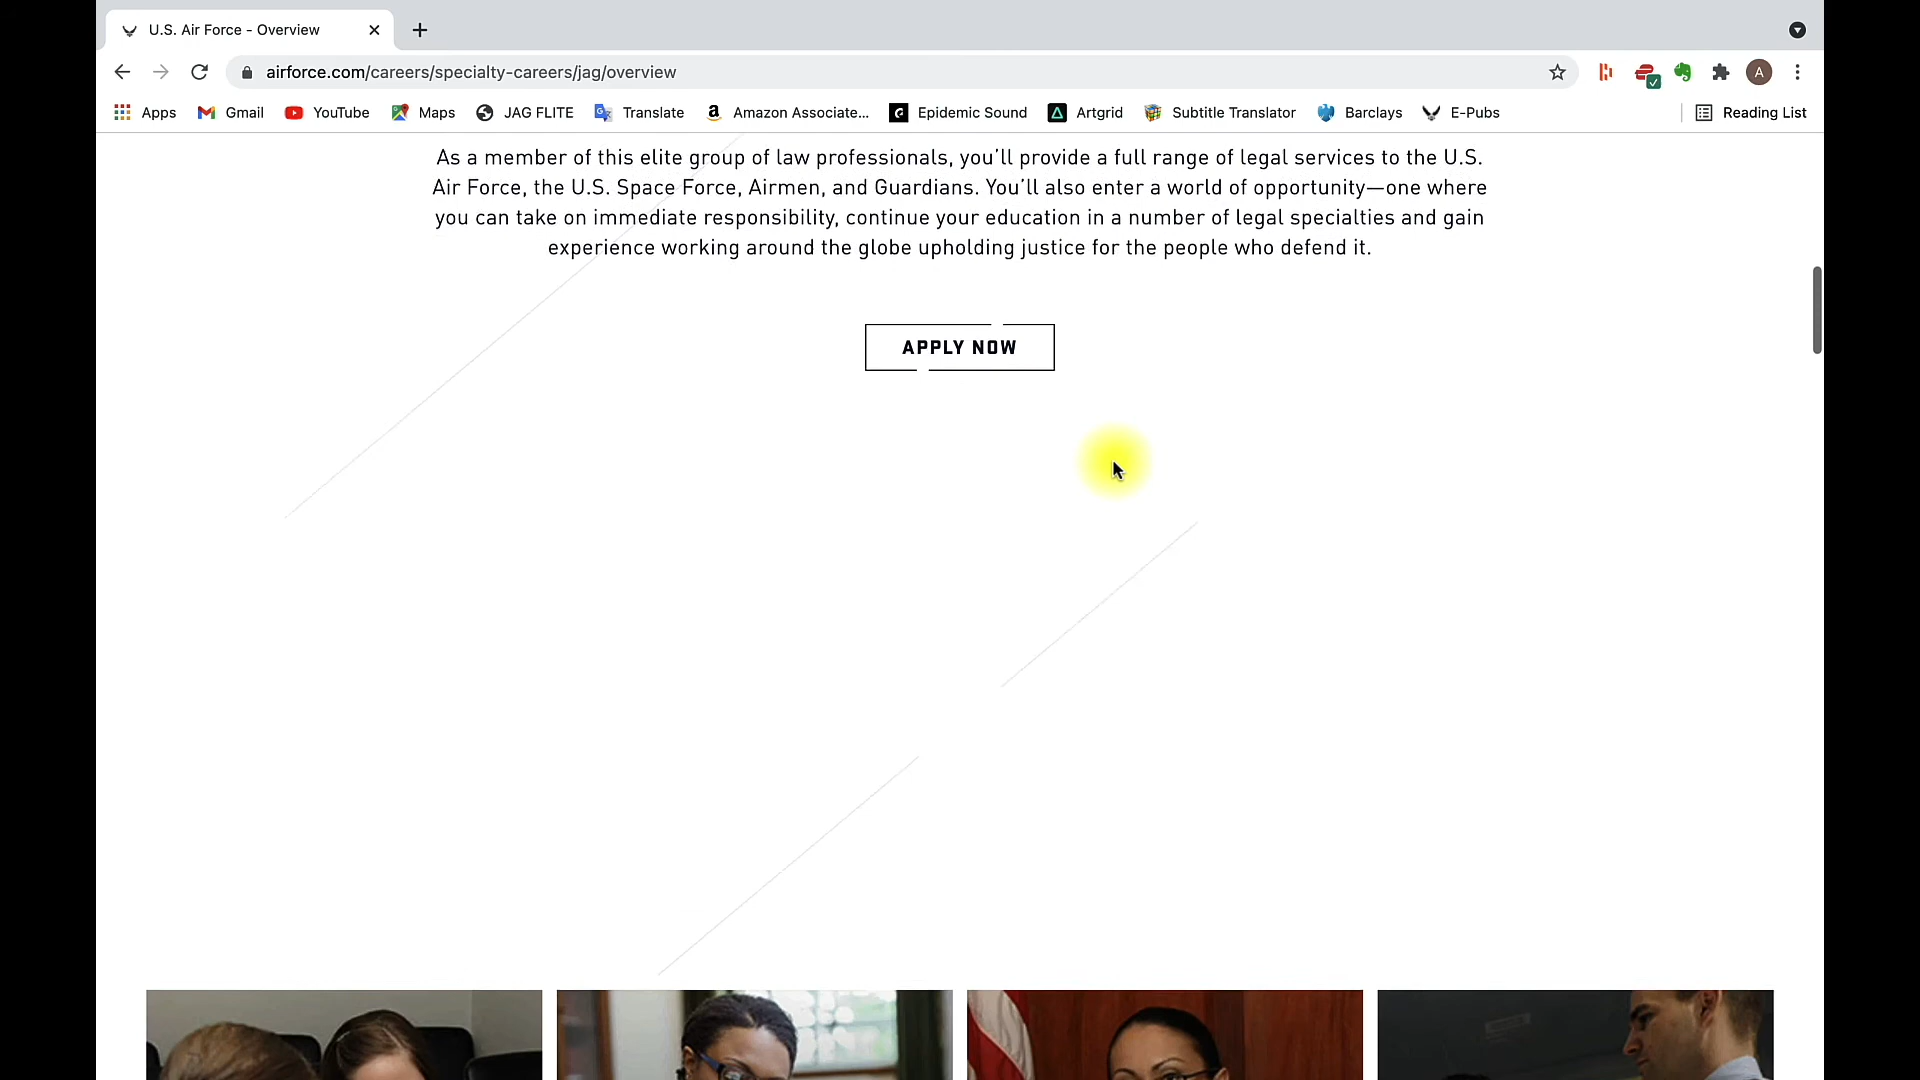 U.S. Air Force - Overview
airforce.com/careers/specialty-careers/jag/overview
A
Apps Gmail YouTube Maps JAG FLITE Translate Amazon Associate... Epidemic Sound Artgrid Subtitle Translator Barclays E-Pubs Reading List
As a member of this elite group of law professionals, you’ll provide a full range of legal services to the U.S.
Air Force, the U.S. Space Force, Airmen, and Guardians. You’ll also enter a world of opportunity—one where
you can take on immediate responsibility, continue your education in a number of legal specialties and gain
experience working around the globe upholding justice for the people who defend it.
APPLY NOW